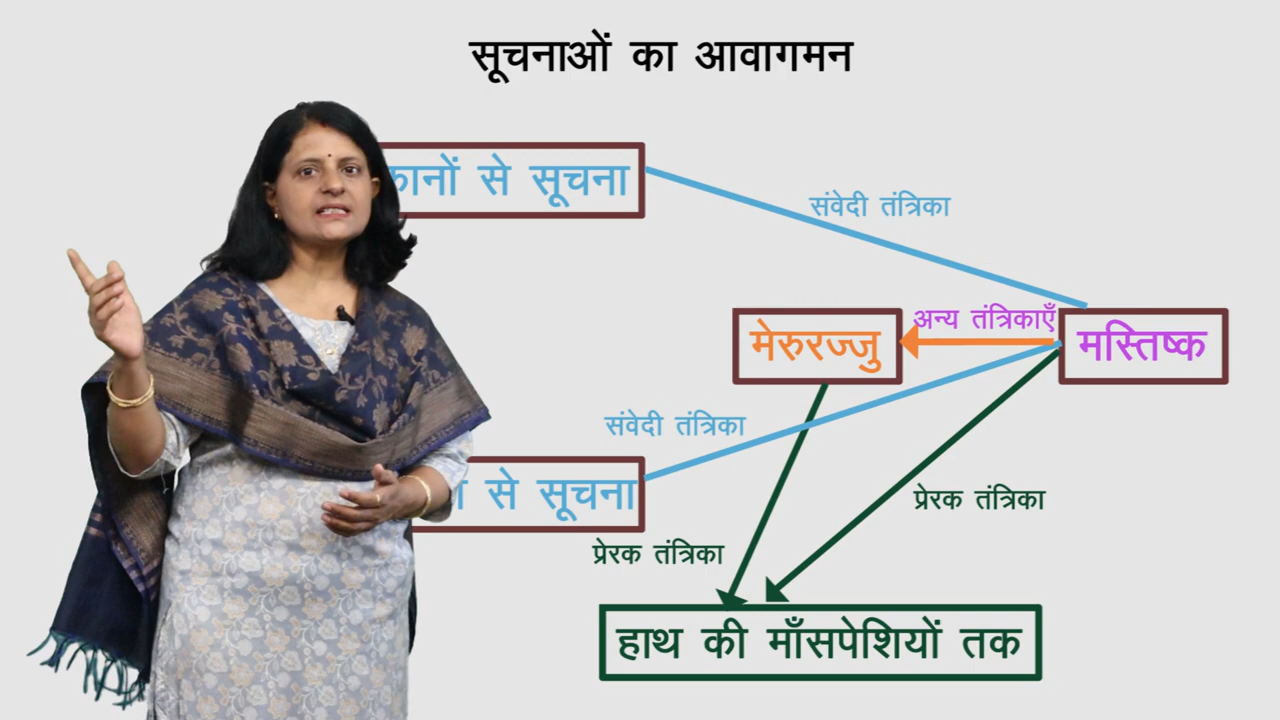 सूचनाओं का आवागमन
कानों से सूचना
संवेदी तंत्रिका
अन्य तंत्रिकाएँ
मेरुरज्जु
मस्तिष्क
संवेदी तंत्रिका
से सूचना
प्रेरक तंत्रिका
प्रेरक तंत्रिका
हाथ की माँसपेशियों तक